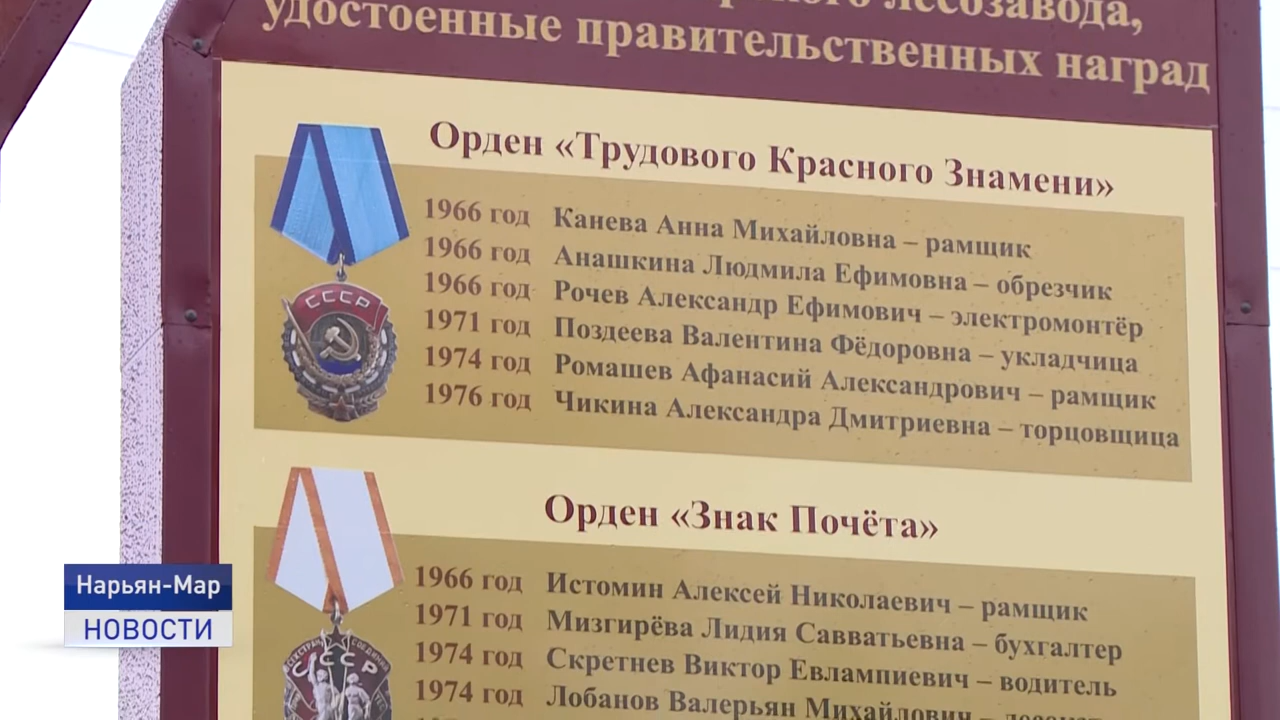 лесозавода,
удостоенные правительственных наград
Орден «Трудового Красного Знамени»
1966 год Канева Анна Михайловна – рамщик
1966 год Анашкина Людмила Ефимовна – обрезчик
1966 год Рочев Александр Ефимович – электромонтёр
1971 год Поздеева Валентина Фёдоровна – укладчица
1974 год Ромашев Афанасий Александрович – рамщик
1976 год Чикина Александра Дмитриевна – торцовщица
СССР
Орден «Знак Почёта»
1966 год Истомин Алексей Николаевич – рамщик
1971 год Мизгирёва Лидия Савватьевна – бухгалтер
1974 год Скретнев Виктор Евлампиевич – водитель
1974 год Лобанов Валерьян Михайлович –
СССР
Нарьян-Мар
НОВОСТИ